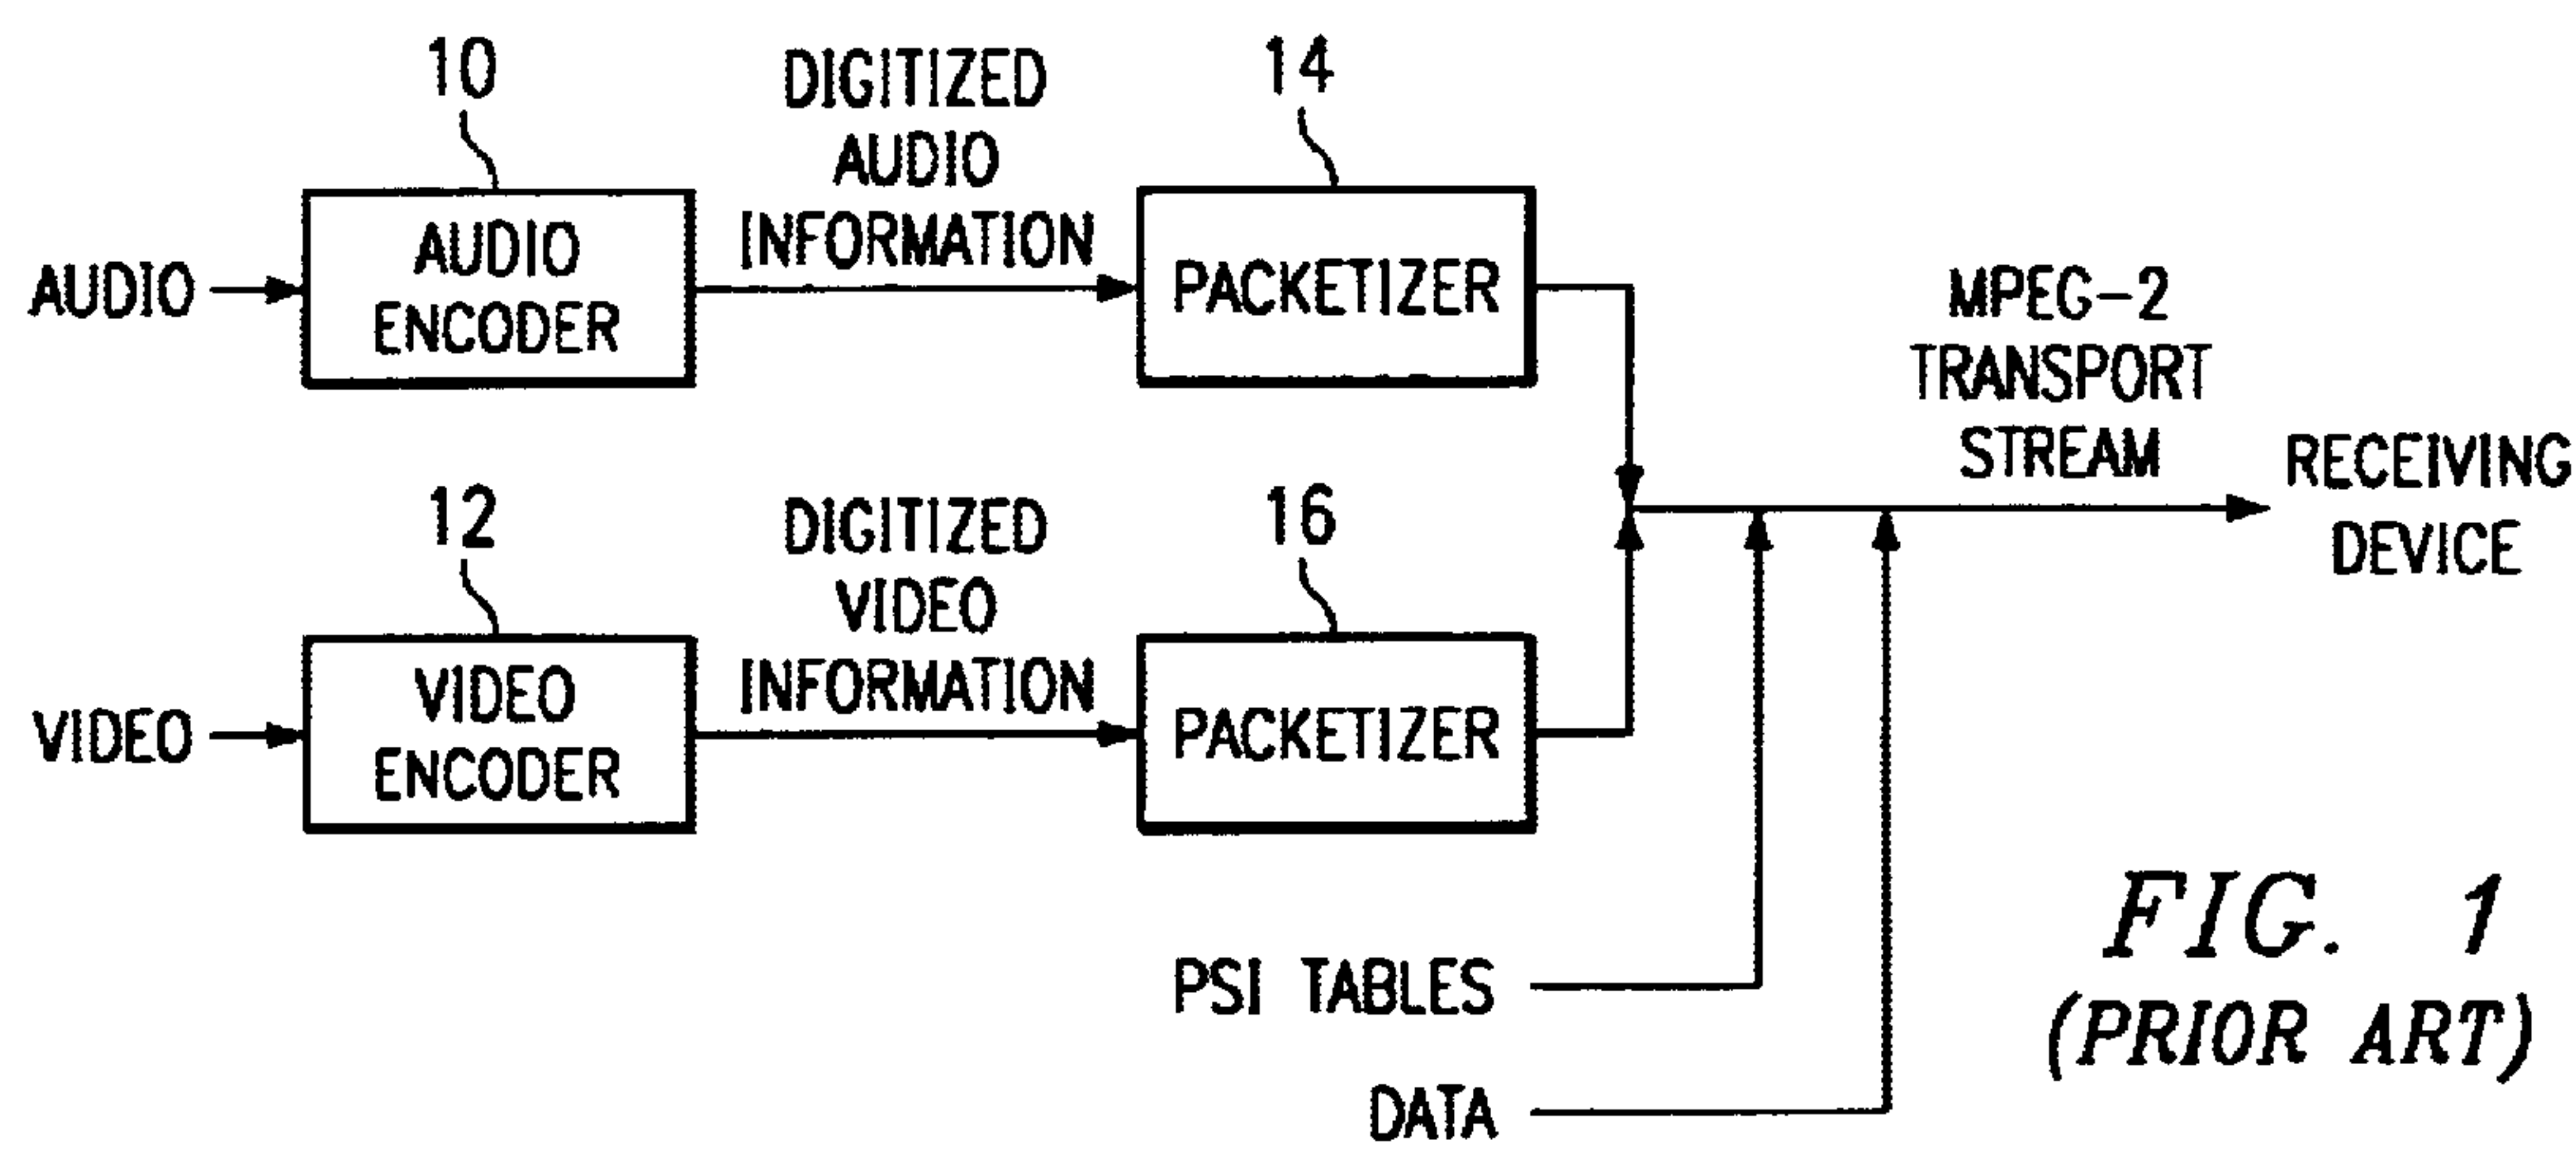 10
DIGITIZED
AUDIO
INFORMATION
14
AUDIO
AUDIO
ENCODER
PACKETIZER
MPEG-2
TRANSPORT
STREAM
RECEIVING
DEVICE
12
DIGITIZED
VIDEO
INFORMATION
16
VIDEO
VIDEO
ENCODER
PACKETIZER
PSI TABLES
DATA
FIG. 1
(PRIOR ART)